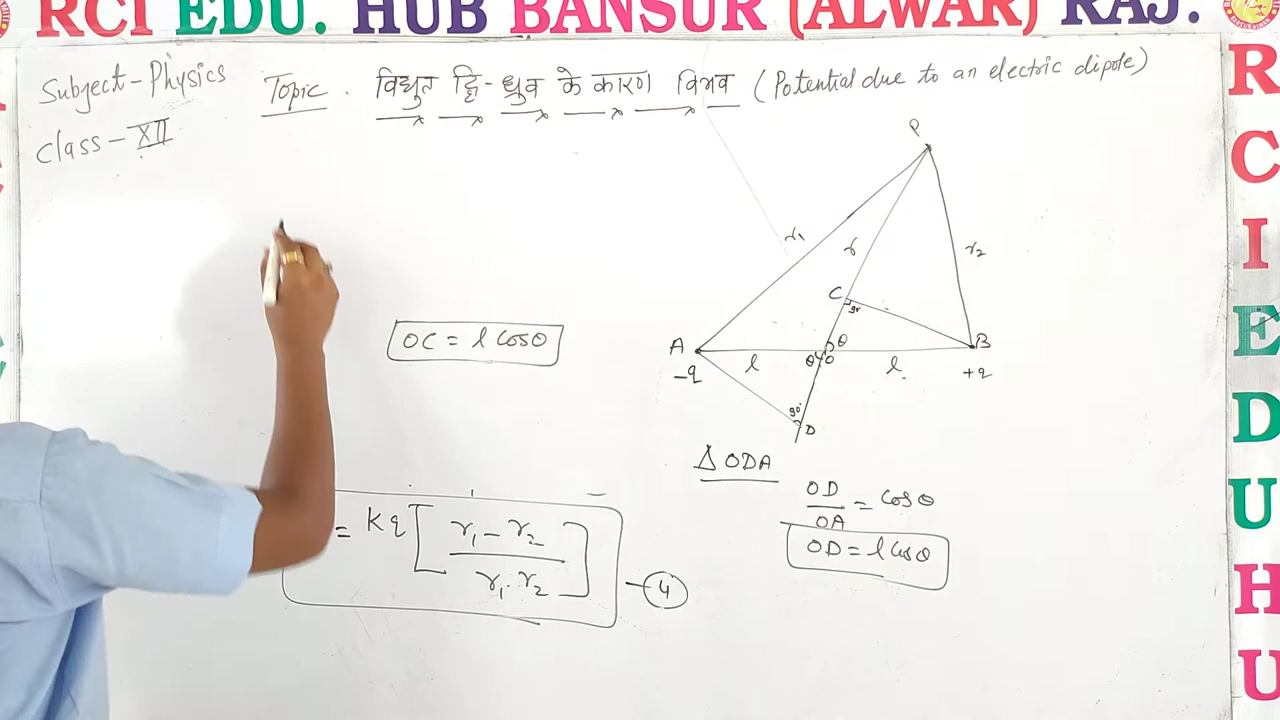 RCI EDU. HUB BANSUR (ALWAR) RAJ.
Subject - Physics
Class - XII
Topic. विधुत द्वि-ध्रुव के कारण विभव (Potential due to an electric dipole)
P
r₁
r
r₂
C
90
OC = l cosθ
A
-q
l
θ
θ
O
l
B
+q
90°
D
△ ODA
OD/OA = cosθ
OD = l cosθ
= Kq [ r₁ - r₂ / r₁. r₂ ] - 4
R
C
I
E
D
U
H
U